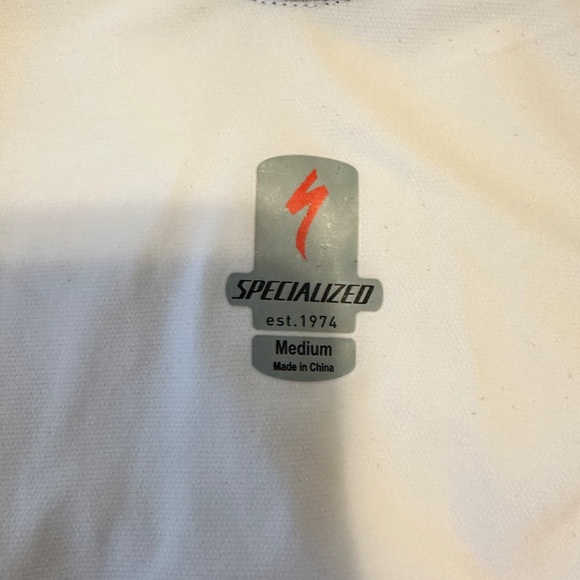 SPECIALIZED
est.1974
Medium
Made in China